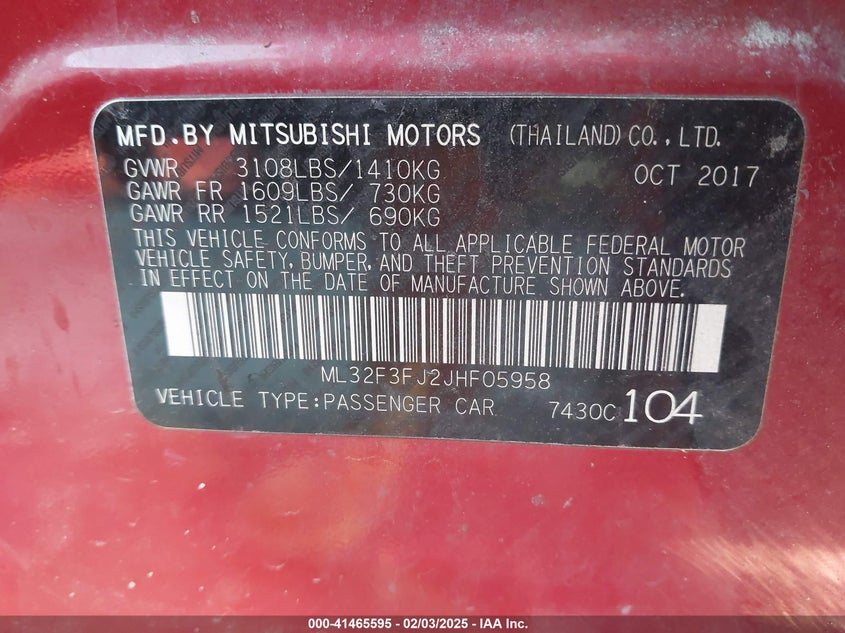 MFD.BY MITSUBISHI MOTORS (THAILAND) CO., LTD.
GVWR 3108LBS/1410KG OCT 2017
GAWR FR 1609LBS/ 730KG
GAWR RR 1521LBS/ 690KG
THIS VEHICLE CONFORMS TO ALL APPLICABLE FEDERAL MOTOR
VEHICLE SAFETY, BUMPER, AND THEFT PREVENTION STANDARDS
IN EFFECT ON THE DATE OF MANUFACTURE SHOWN ABOVE.
ML32F3FJ2JHF05958
VEHICLE TYPE:PASSENGER CAR 7430C 104
000-41465595 - 02/03/2025 - IAA Inc.